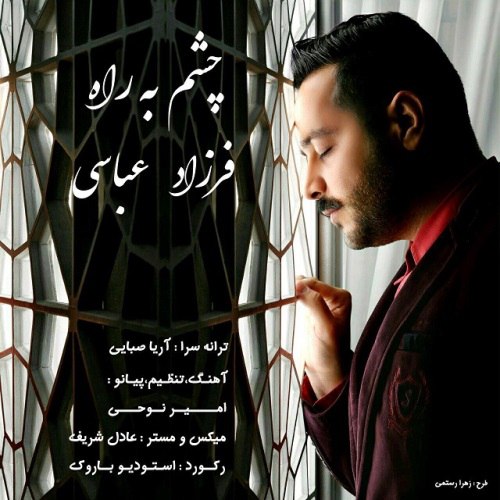 چشم به راه
فرزاد عباسی
ترانه سرا : آریا صبایی
آهنگ،تنظیم،پیانو :
امیر نوحی
میکس و مستر : عادل شریف
رکورد : استودیو باروک
طرح : زهرا رستمی